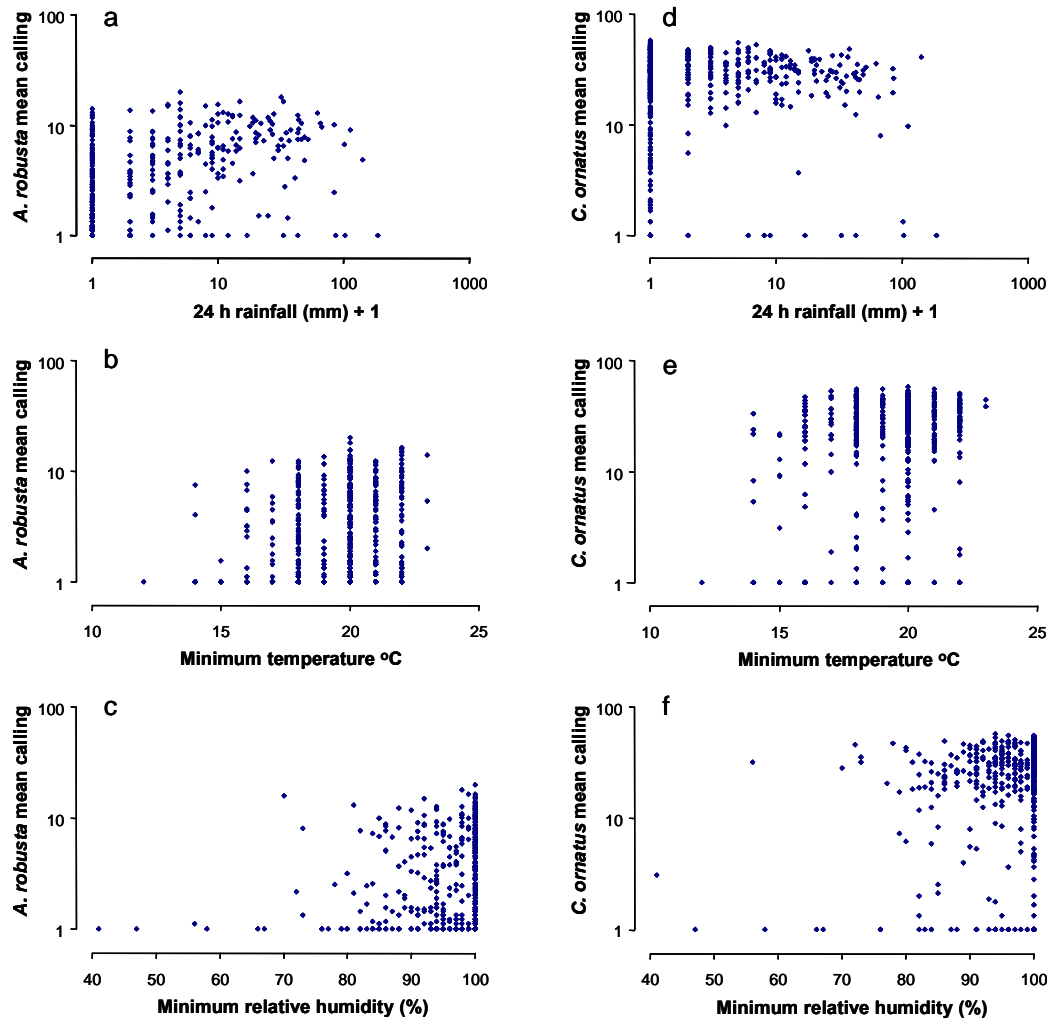 a
A. robusta mean calling
100
10
1
1 10 100 1000
24 h rainfall (mm) + 1
d
C. ornatus mean calling
100
10
1
1 10 100 1000
24 h rainfall (mm) + 1
b
A. robusta mean calling
100
10
1
10 15 20 25
Minimum temperature ºC
e
C. ornatus mean calling
100
10
1
10 15 20 25
Minimum temperature ºC
c
A. robusta mean calling
100
10
1
40 50 60 70 80 90 100
Minimum relative humidity (%)
f
C. ornatus mean calling
100
10
1
40 50 60 70 80 90 100
Minimum relative humidity (%)